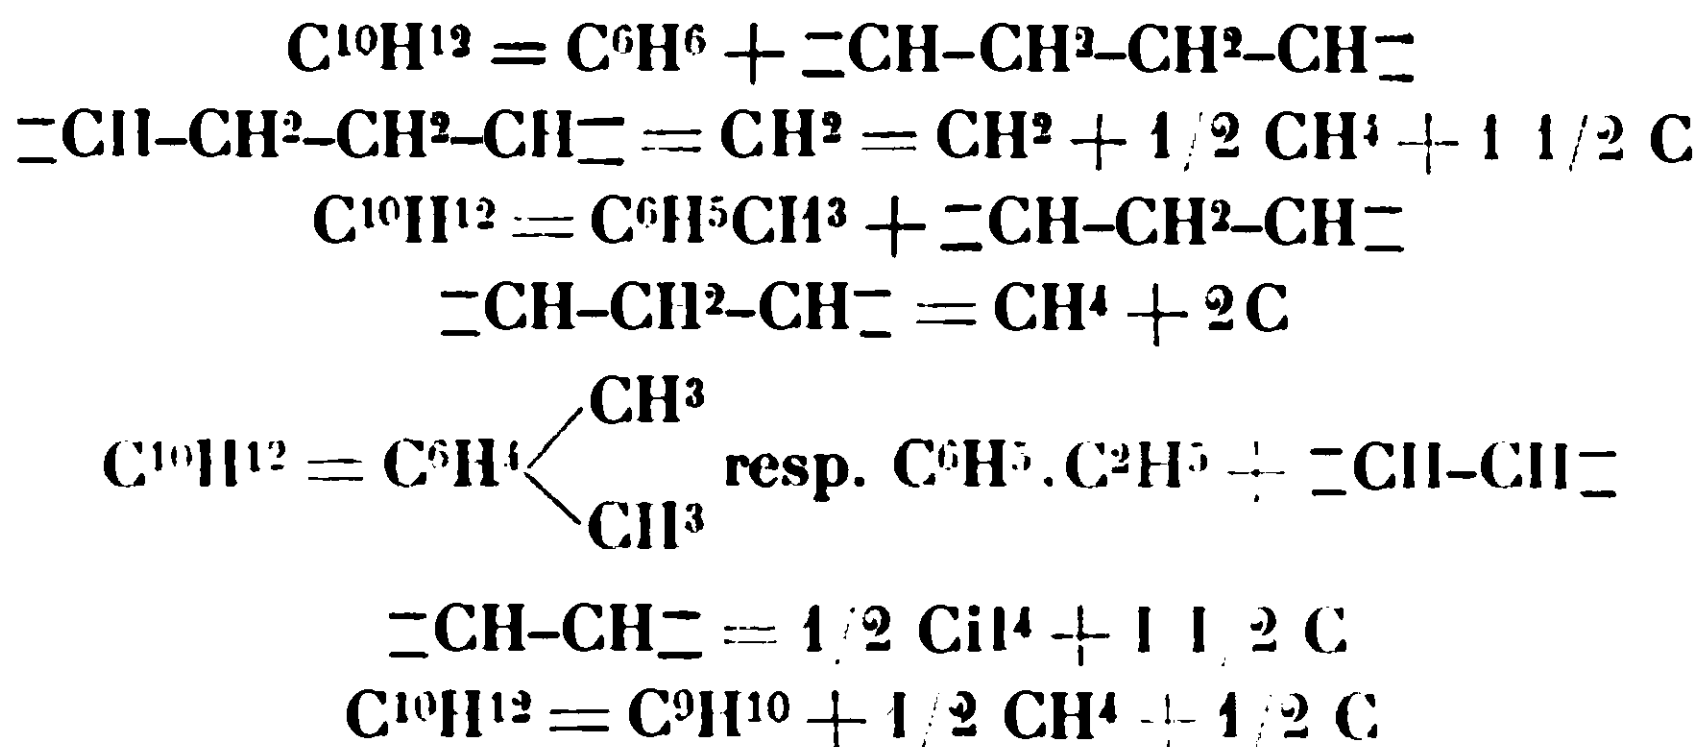 C¹⁰H¹² = C⁶H⁶ + =CH–CH²–CH²–CH=
=CH–CH²–CH²–CH= = CH² = CH² + 1/2 CH⁴ + 1 1/2 C
C¹⁰H¹² = C⁶H⁵CH³ + =CH–CH²–CH=
=CH–CH²–CH= = CH⁴ + 2C
CH³
C¹⁰H¹² = C⁶H⁴ resp. C⁶H⁵.C²H⁵ + =CH–CH=
CH³
=CH–CH= = 1/2 CH⁴ + 1 1/2 C
C¹⁰H¹² = C⁹H¹⁰ + 1/2 CH⁴ + 1/2 C